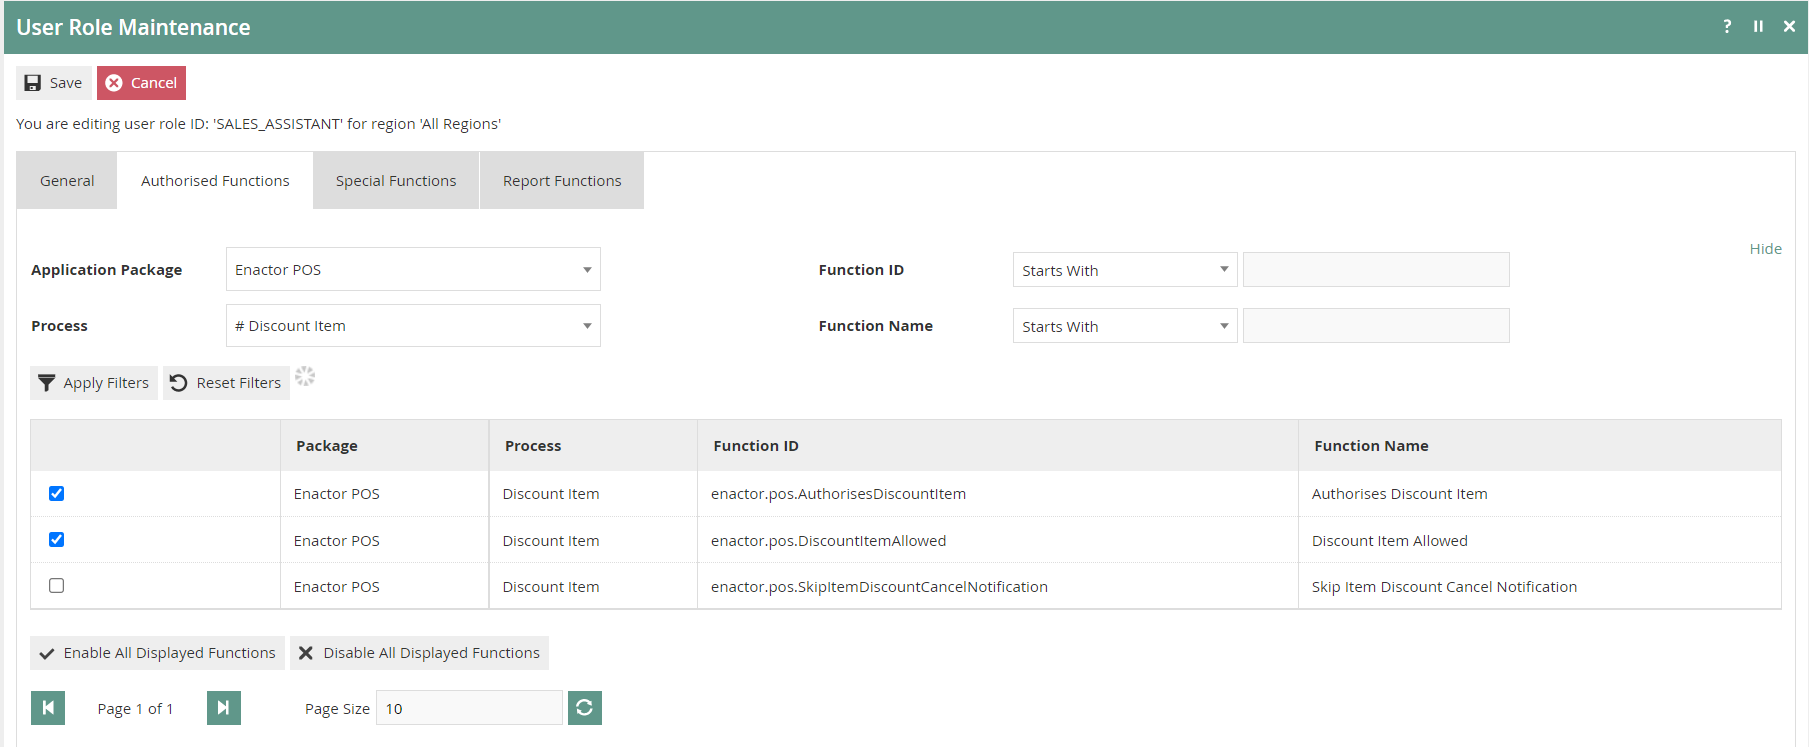 User Role Maintenance ?
Save Cancel
You are editing user role ID: 'SALES_ASSISTANT' for region 'All Regions'
General Authorised Functions Special Functions Report Functions
Hide
Application Package Enactor POS Function ID Starts With
Process # Discount Item Function Name Starts With
Apply Filters Reset Filters
Package Process Function ID Function Name
Enactor POS Discount Item enactor.pos.AuthorisesDiscountItem Authorises Discount Item
Enactor POS Discount Item enactor.pos.DiscountItemAllowed Discount Item Allowed
Enactor POS Discount Item enactor.pos.SkipItemDiscountCancelNotification Skip Item Discount Cancel Notification
Enable All Displayed Functions Disable All Displayed Functions
Page 1 of 1 Page Size 10